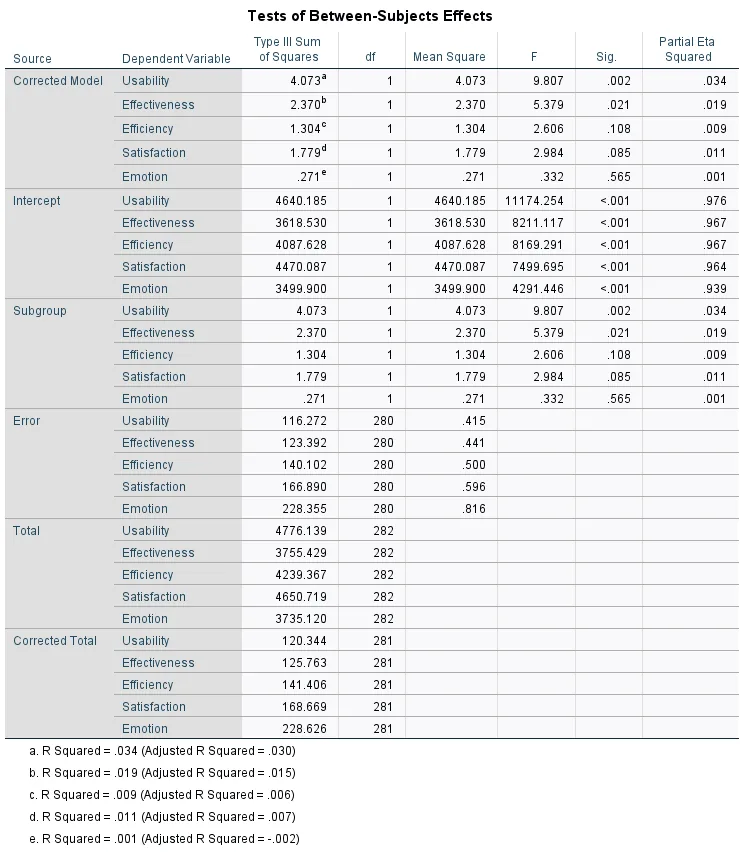 Tests of Between-Subjects Effects
Source Dependent Variable Type III Sum of Squares df Mean Square F Sig. Partial Eta Squared
Corrected Model Usability 4.073a 1 4.073 9.807 .002 .034
Effectiveness 2.370b 1 2.370 5.379 .021 .019
Efficiency 1.304c 1 1.304 2.606 .108 .009
Satisfaction 1.779d 1 1.779 2.984 .085 .011
Emotion .271e 1 .271 .332 .565 .001
Intercept Usability 4640.185 1 4640.185 11174.254 <.001 .976
Effectiveness 3618.530 1 3618.530 8211.117 <.001 .967
Efficiency 4087.628 1 4087.628 8169.291 <.001 .967
Satisfaction 4470.087 1 4470.087 7499.695 <.001 .964
Emotion 3499.900 1 3499.900 4291.446 <.001 .939
Subgroup Usability 4.073 1 4.073 9.807 .002 .034
Effectiveness 2.370 1 2.370 5.379 .021 .019
Efficiency 1.304 1 1.304 2.606 .108 .009
Satisfaction 1.779 1 1.779 2.984 .085 .011
Emotion .271 1 .271 .332 .565 .001
Error Usability 116.272 280 .415
Effectiveness 123.392 280 .441
Efficiency 140.102 280 .500
Satisfaction 166.890 280 .596
Emotion 228.355 280 .816
Total Usability 4776.139 282
Effectiveness 3755.429 282
Efficiency 4239.367 282
Satisfaction 4650.719 282
Emotion 3735.120 282
Corrected Total Usability 120.344 281
Effectiveness 125.763 281
Efficiency 141.406 281
Satisfaction 168.669 281
Emotion 228.626 281
a. R Squared = .034 (Adjusted R Squared = .030)
b. R Squared = .019 (Adjusted R Squared = .015)
c. R Squared = .009 (Adjusted R Squared = .006)
d. R Squared = .011 (Adjusted R Squared = .007)
e. R Squared = .001 (Adjusted R Squared = -.002)